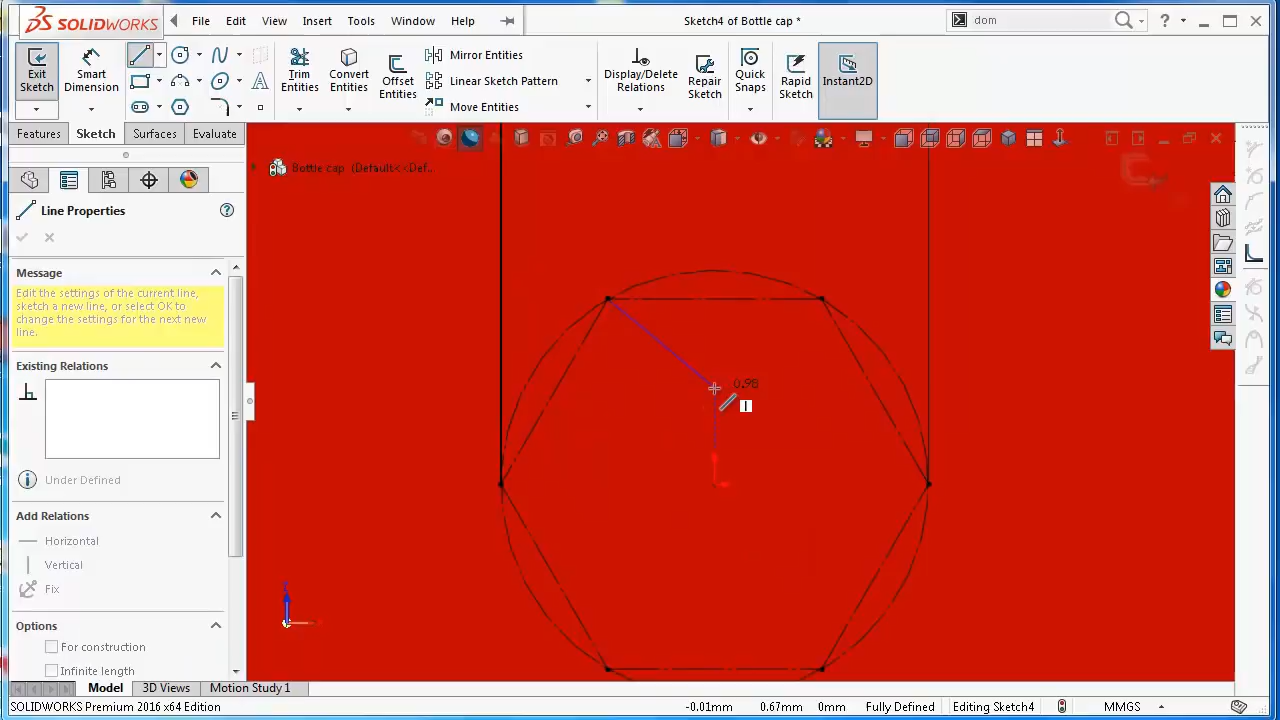 SOLIDWORKS File Edit View Insert Tools Window Help Sketch4 of Bottle cap * dom ?
Exit Sketch
Smart Dimension
Trim Entities
Convert Entities
Offset Entities
Mirror Entities
Linear Sketch Pattern
Move Entities
Display/Delete Relations
Repair Sketch
Quick Snaps
Rapid Sketch
Instant2D
Features Sketch Surfaces Evaluate
Bottle cap (Default<<Def..
Line Properties ?
Message
Edit the settings of the current line,
sketch a new line, or select OK to
change the settings for the next new
line.
Existing Relations
Under Defined
Add Relations
Horizontal
Vertical
Fix
Options
For construction
Infinite length
0.98
Model 3D Views Motion Study 1
SOLIDWORKS Premium 2016 x64 Edition -0.01mm 0.67mm 0mm Fully Defined Editing Sketch4 MMGS